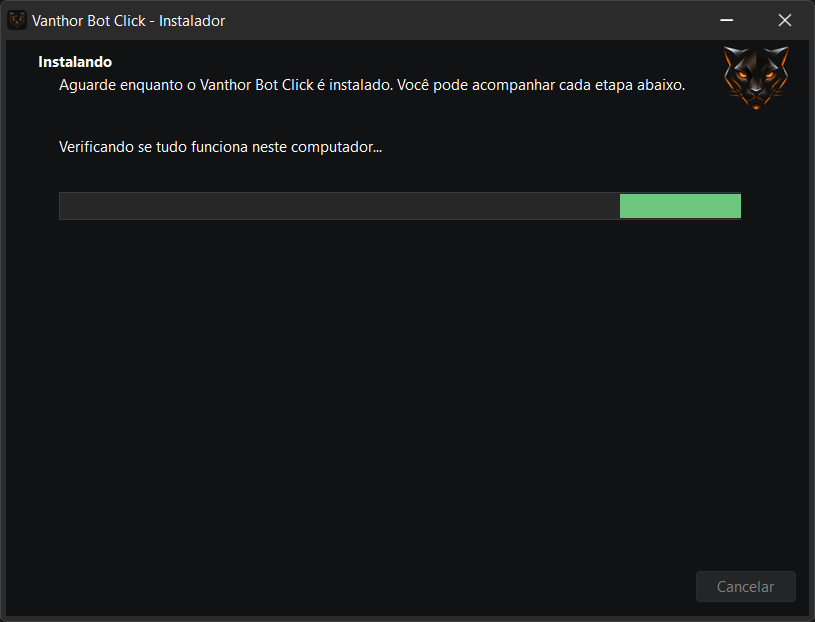 Vanthor Bot Click - Instalador
Instalando
Aguarde enquanto o Vanthor Bot Click é instalado. Você pode acompanhar cada etapa abaixo.
Verificando se tudo funciona neste computador...
Cancelar